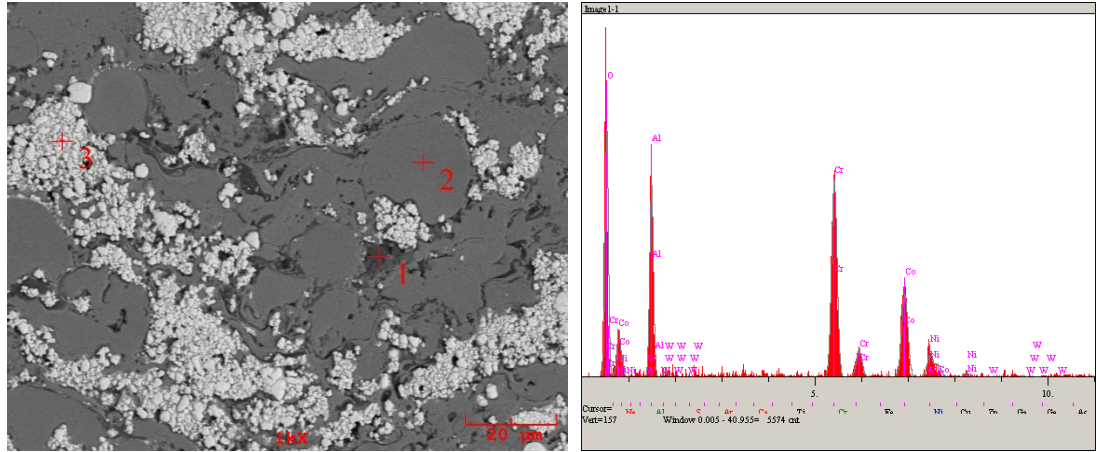 3
2
1
1kX
20 µm
Image1-1
O
Al
Cr
Co
Al
Cr
Co
Cr Co
Co
Al W W W
W W
Cr
Cr
Ni
Ni
Co
Ni
Ni
W
W W
W W W
5.
10.
Cursor=
Vert=157 Window 0.005 - 40.955= 5574 cnt
Ne Al S Ar Ca Ti Cr Fe Ni Cu Zn Ga Ge As